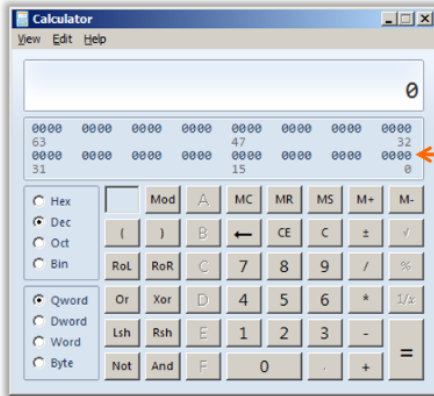 Calculator
View Edit Help
0
0000 0000 0000 0000 0000 0000 0000 0000
63 47 32
0000 0000 0000 0000 0000 0000 0000 0000
31 15 0
Hex Mod A MC MR MS M+ M-
Dec ( ) B ← CE C ± √
Oct
Bin RoL RoR C 7 8 9 / %
Qword Or Xor D 4 5 6 * 1/x
Dword Lsh Rsh E 1 2 3 - =
Word
Byte Not And F 0 , +